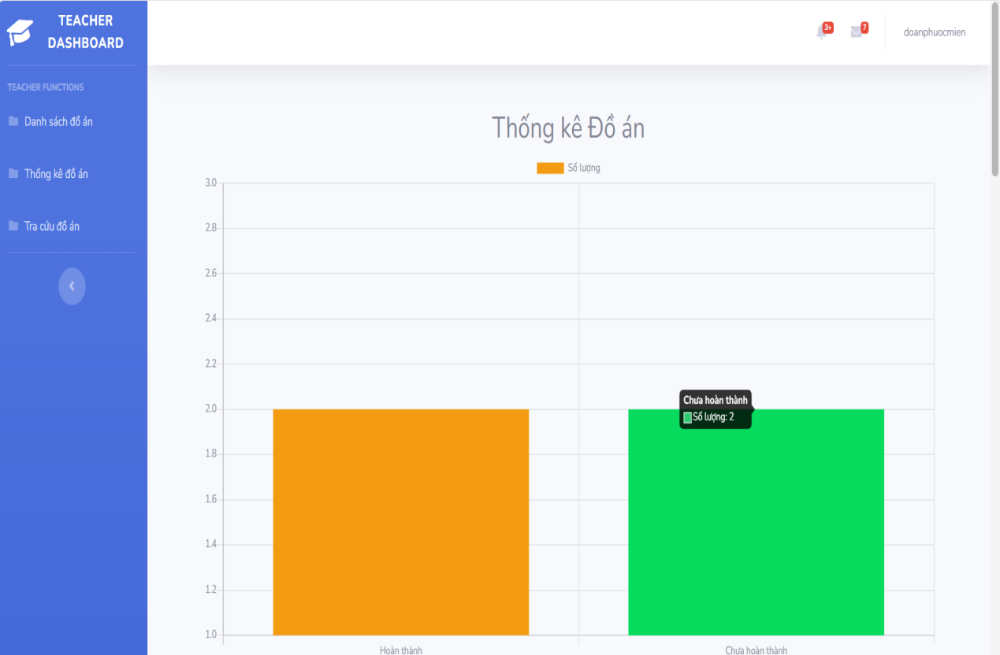 TEACHER
DASHBOARD
TEACHER FUNCTIONS
Danh sách đồ án
Thống kê đồ án
Tra cứu đồ án
3+
7
doanphuocmien
Thống kê Đồ án
Số lượng
3.0
2.8
2.6
2.4
2.2
2.0
1.8
1.6
1.4
1.2
1.0
Chưa hoàn thành
Số lượng: 2
Hoàn thành
Chưa hoàn thành